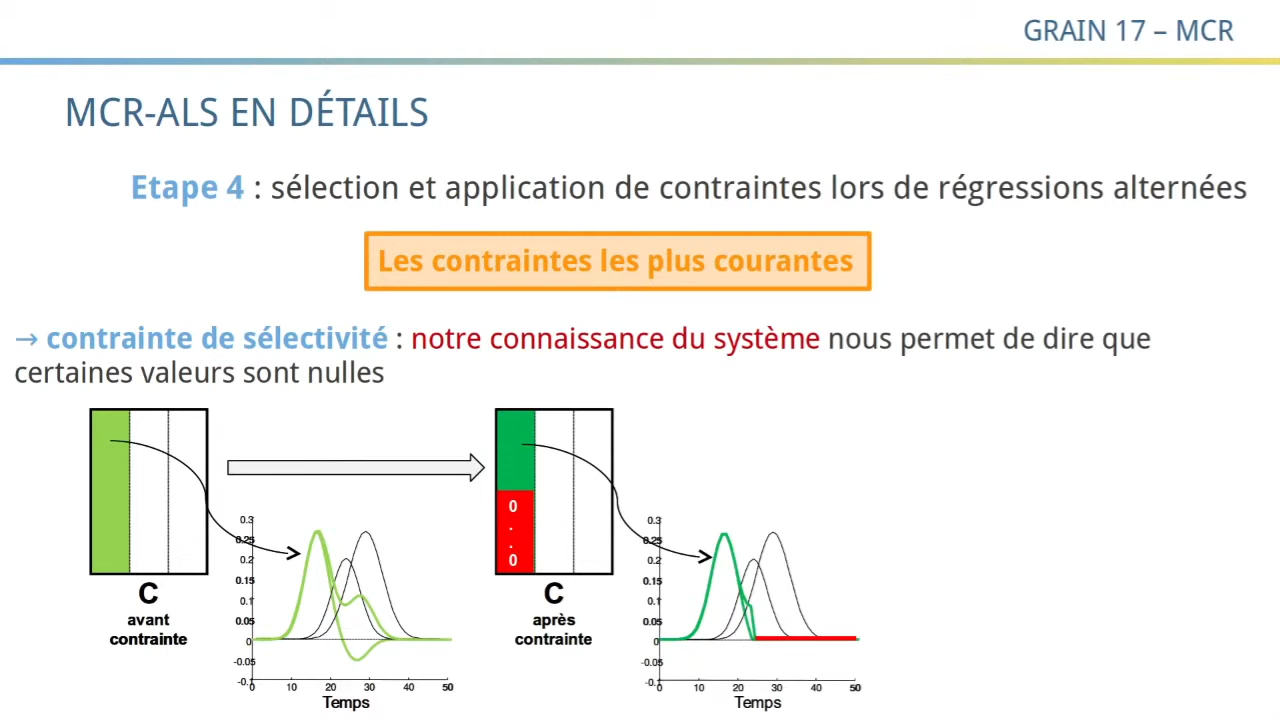 GRAIN 17 – MCR
MCR-ALS EN DÉTAILS
Etape 4 : sélection et application de contraintes lors de régressions alternées
Les contraintes les plus courantes
→ contrainte de sélectivité : notre connaissance du système nous permet de dire que
certaines valeurs sont nulles
C
avant
contrainte
0.3
0.25
0.2
0.15
0.1
0.05
0
-0.05
-0.1
0 10 20 30 40 50
Temps
0
.
.
0
C
après
contrainte
0.3
0.25
0.2
0.15
0.1
0.05
0
-0.05
-0.1
0 10 20 30 40 50
Temps